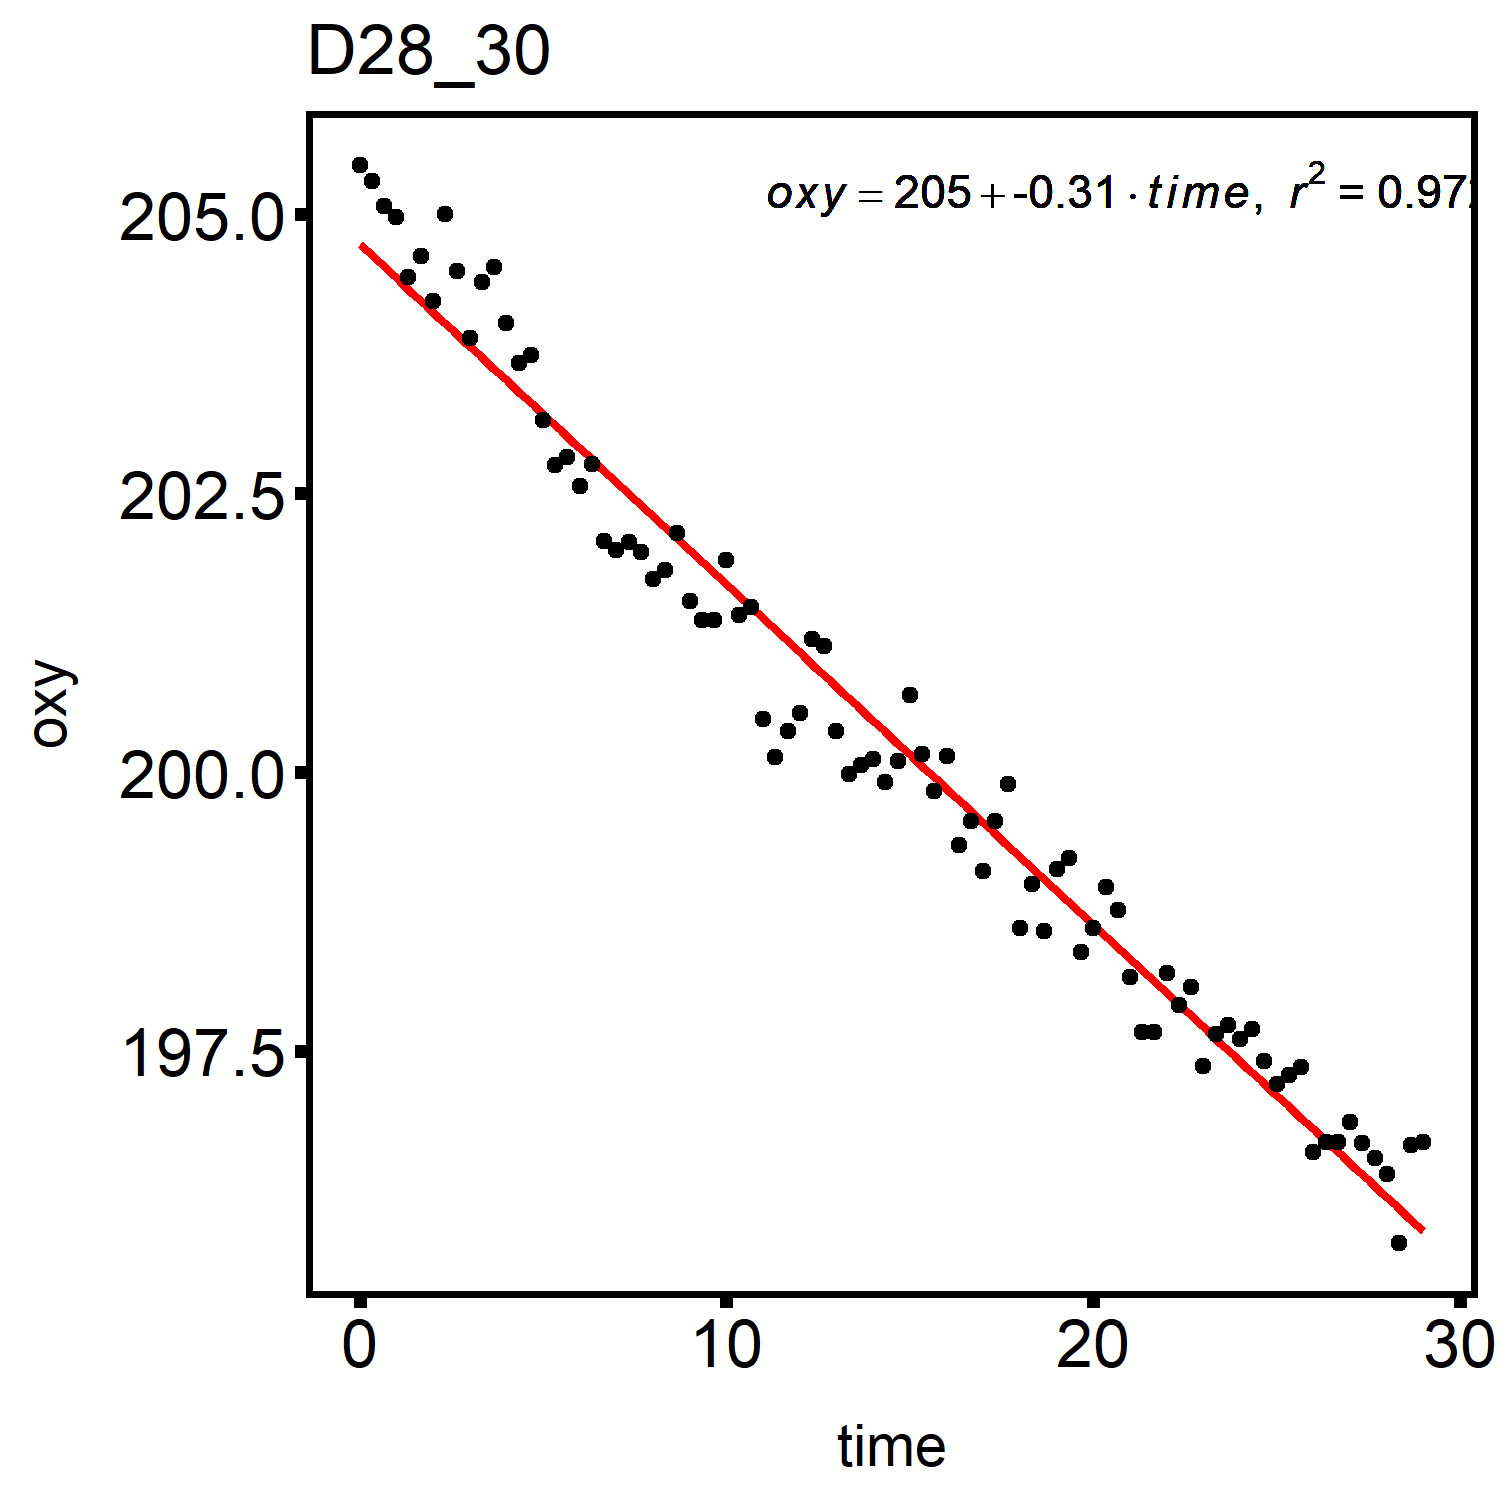 D28_30
oxy = 205 + -0.31 · time, r² = 0.97
205.0
202.5
200.0
197.5
oxy
0 10 20 30
time